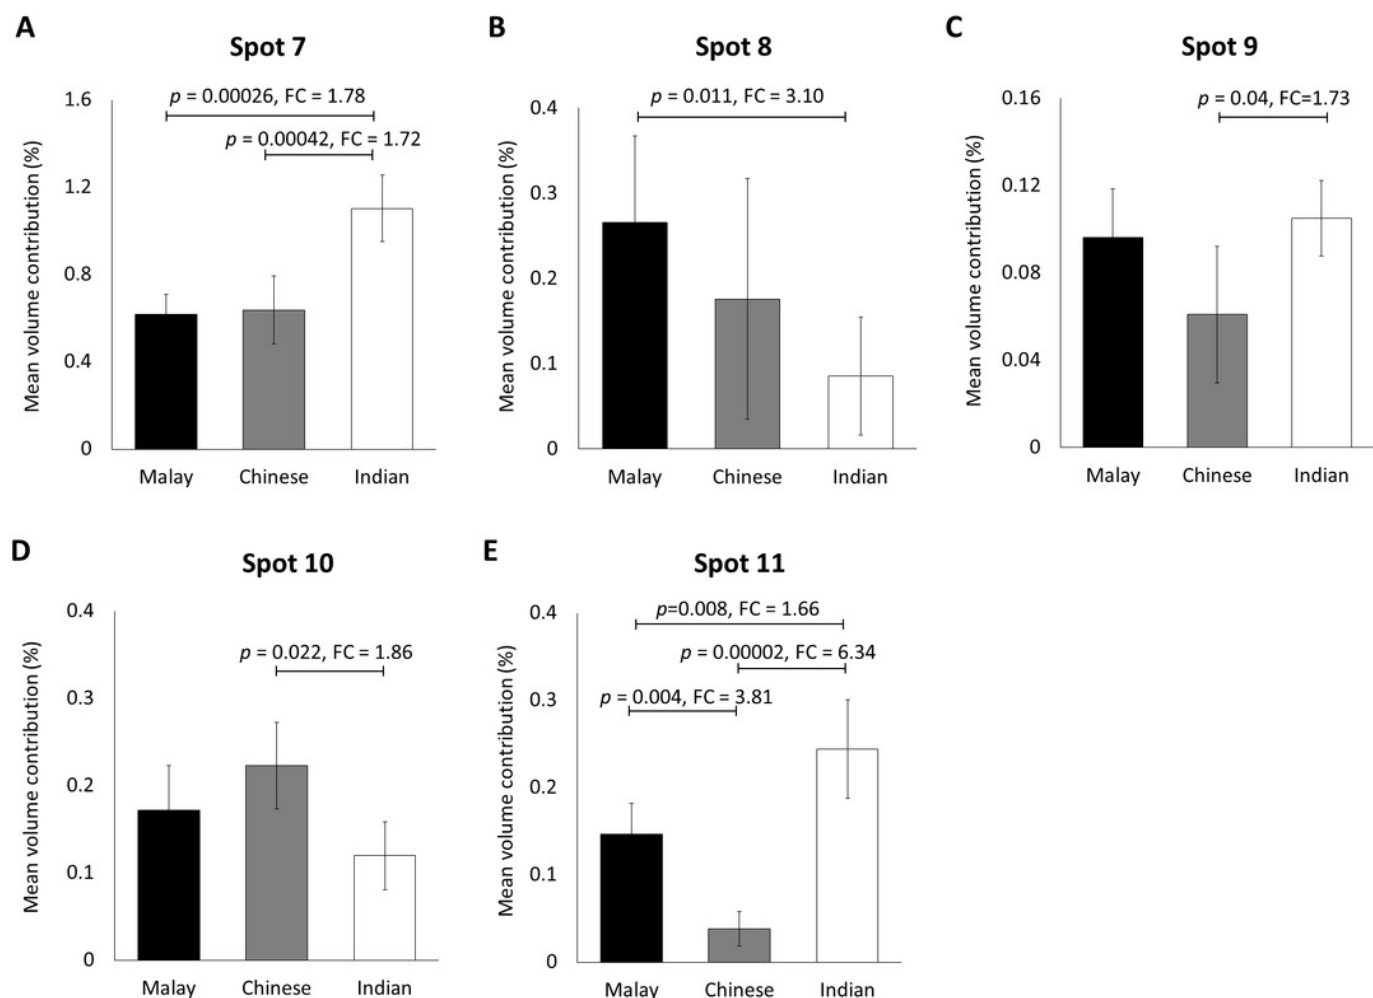 A
Spot 7
p = 0.00026, FC = 1.78
p = 0.00042, FC = 1.72
Mean volume contribution (%)
1.6
1.2
0.8
0.4
0
Malay Chinese Indian
B
Spot 8
p = 0.011, FC = 3.10
Mean volume contribution (%)
0.4
0.3
0.2
0.1
0
Malay Chinese Indian
C
Spot 9
p = 0.04, FC=1.73
Mean volume contribution (%)
0.16
0.12
0.08
0.04
0
Malay Chinese Indian
D
Spot 10
p = 0.022, FC = 1.86
Mean volume contribution (%)
0.4
0.3
0.2
0.1
0
Malay Chinese Indian
E
Spot 11
p=0.008, FC = 1.66
p = 0.00002, FC = 6.34
p = 0.004, FC = 3.81
Mean volume contribution (%)
0.4
0.3
0.2
0.1
0
Malay Chinese Indian